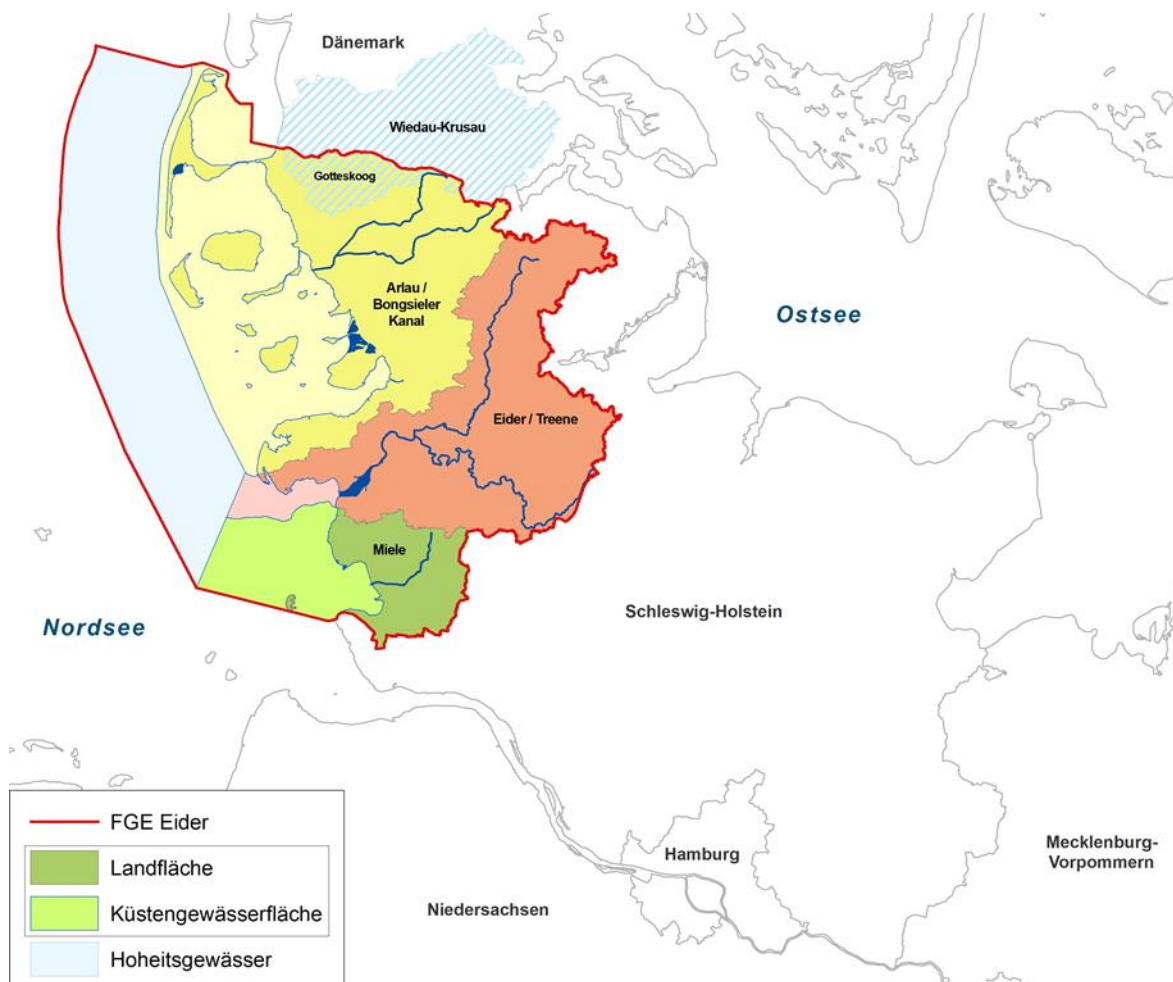 Dänemark
Wiedau-Krusau
Gotteskoog
Arlau /
Bongsieler
Kanal
Ostsee
Eider / Treene
Miele
Schleswig-Holstein
Nordsee
FGE Eider
Landfläche
Küstengewässerfläche
Hoheitsgewässer
Hamburg
Mecklenburg-
Vorpommern
Niedersachsen